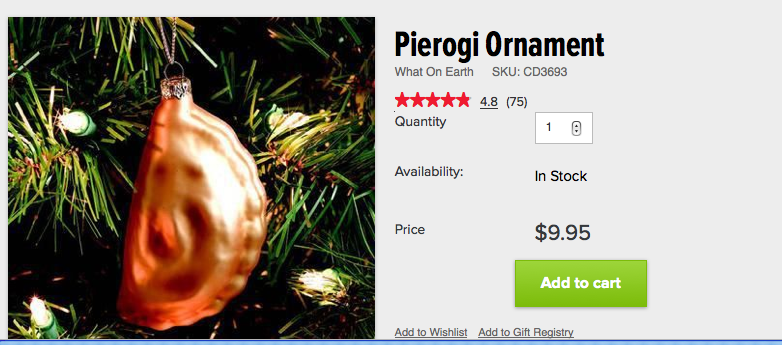 Pierogi Ornament
What On Earth SKU: CD3693
4.8 (75)
Quantity 1
Availability: In Stock
Price $9.95
Add to cart
Add to Wishlist Add to Gift Registry